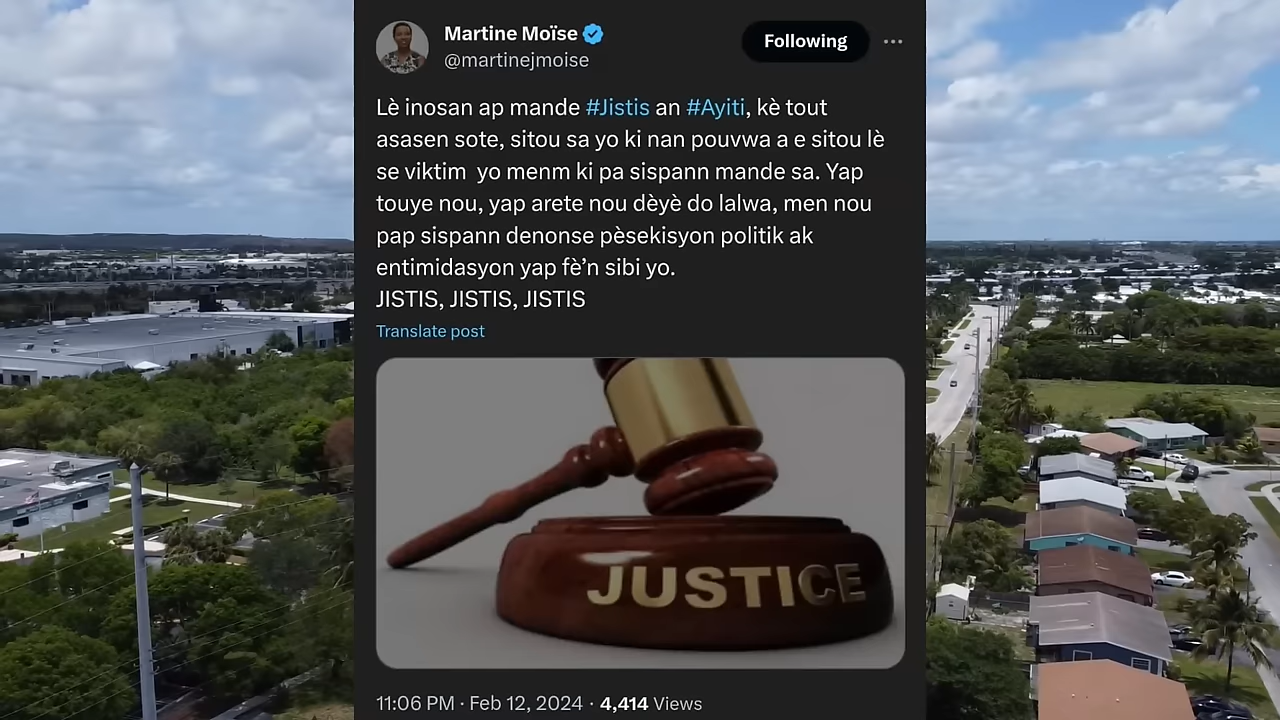 Martine Moïse
@martinejmoise
Following
Lè inosan ap mande #Jistis an #Ayiti, kè tout
asasen sote, sitou sa yo ki nan pouvwa a e sitou lè
se viktim  yo menm ki pa sispann mande sa. Yap
touye nou, yap arete nou dèyè do lalwa, men nou
pap sispann denonse pèsekisyon politik ak
entimidasyon yap fè’n sibi yo.
JISTIS, JISTIS, JISTIS
Translate post
JUSTICE
11:06 PM · Feb 12, 2024 · 4,414 Views